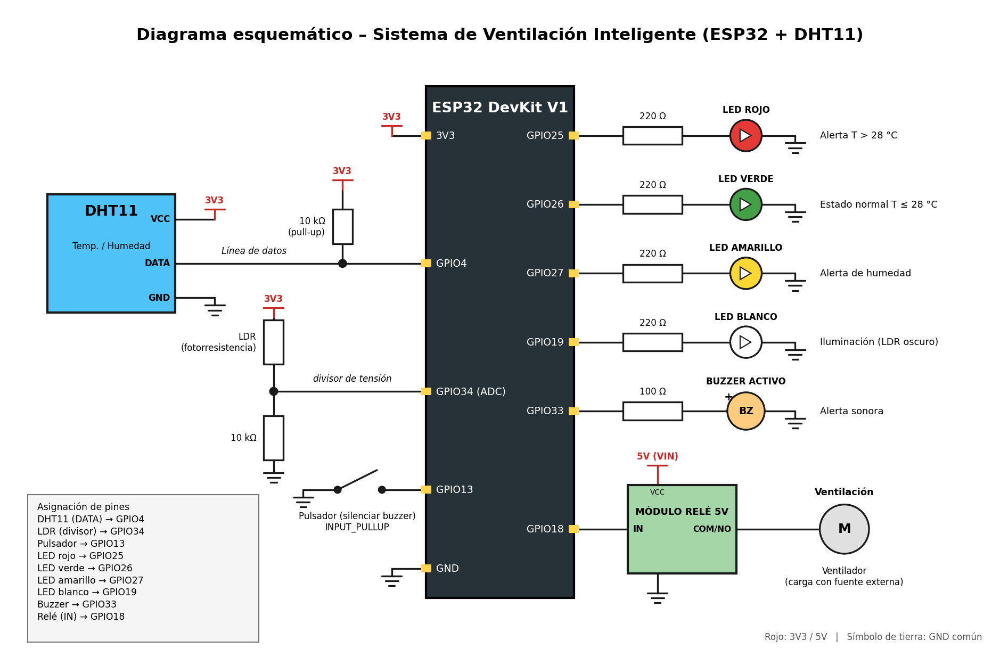 Diagrama esquemático – Sistema de Ventilación Inteligente (ESP32 + DHT11)
ESP32 DevKit V1
3V3
3V3
GPIO4
GPIO34 (ADC)
GPIO13
GND
GPIO25
GPIO26
GPIO27
GPIO19
GPIO33
GPIO18
DHT11
Temp. / Humedad
VCC
DATA
GND
3V3
Línea de datos
3V3
10 kΩ
(pull-up)
3V3
LDR
(fotorresistencia)
divisor de tensión
10 kΩ
Pulsador (silenciar buzzer)
INPUT_PULLUP
220 Ω
LED ROJO
Alerta T > 28 °C
220 Ω
LED VERDE
Estado normal T ≤ 28 °C
220 Ω
LED AMARILLO
Alerta de humedad
220 Ω
LED BLANCO
Iluminación (LDR oscuro)
100 Ω
BUZZER ACTIVO
+
BZ
Alerta sonora
5V (VIN)
VCC
MÓDULO RELÉ 5V
IN
COM/NO
Ventilación
M
Ventilador
(carga con fuente externa)
Asignación de pines
DHT11 (DATA) → GPIO4
LDR (divisor) → GPIO34
Pulsador → GPIO13
LED rojo → GPIO25
LED verde → GPIO26
LED amarillo → GPIO27
LED blanco → GPIO19
Buzzer → GPIO33
Relé (IN) → GPIO18
Rojo: 3V3 / 5V | Símbolo de tierra: GND común